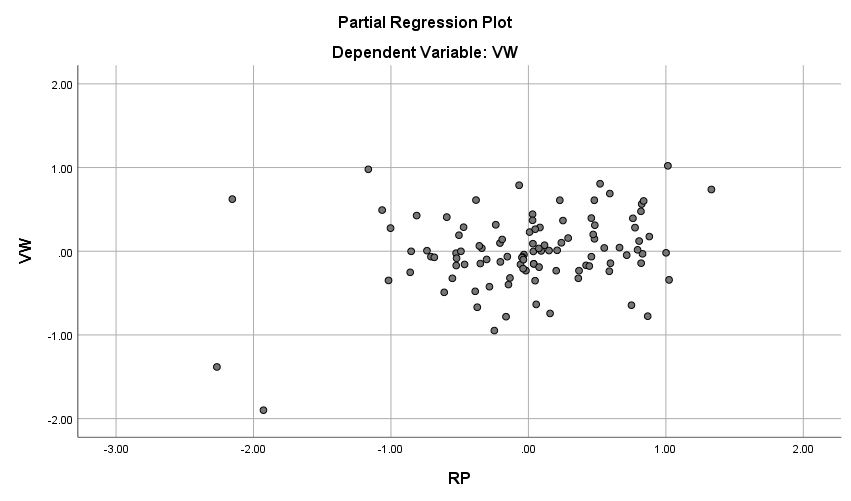 Partial Regression Plot
Dependent Variable: VW
2.00
1.00
.00
-1.00
-2.00
VW
-3.00 -2.00 -1.00 .00 1.00 2.00
RP